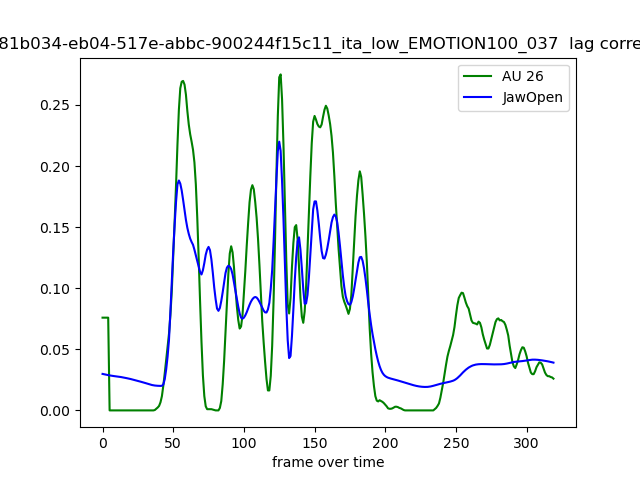 81b034-eb04-517e-abbc-900244f15c11_ita_low_EMOTION100_037 lag corre
AU 26
JawOpen
0.25
0.20
0.15
0.10
0.05
0.00
0 50 100 150 200 250 300
frame over time